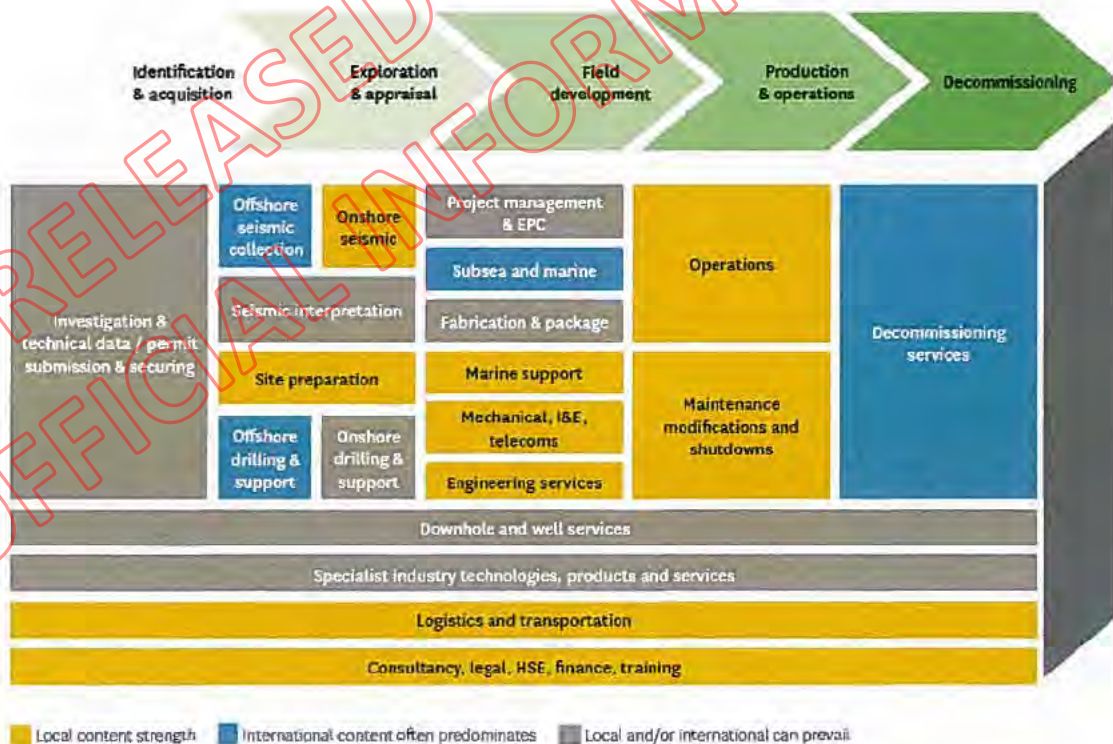 Identification
& acquisition
Exploration
& appraisal
Field
development
Production
& operations
Decommissioning
Investigation &
technical data / permit
submission & securing
Offshore
seismic
collection
Onshore
seismic
Seismic interpretation
Site preparation
Offshore
drilling &
support
Onshore
drilling &
support
Project management
& EPC
Subsea and marine
Fabrication & package
Marine support
Mechanical, I&E,
telecoms
Engineering services
Operations
Maintenance
modifications and
shutdowns
Decommissioning
services
Downhole and well services
Specialist industry technologies, products and services
Logistics and transportation
Consultancy, legal, HSE, finance, training
Local content strength
International content often predominates
Local and/or international can prevail
RELEASED
OFFICIAL INFORM